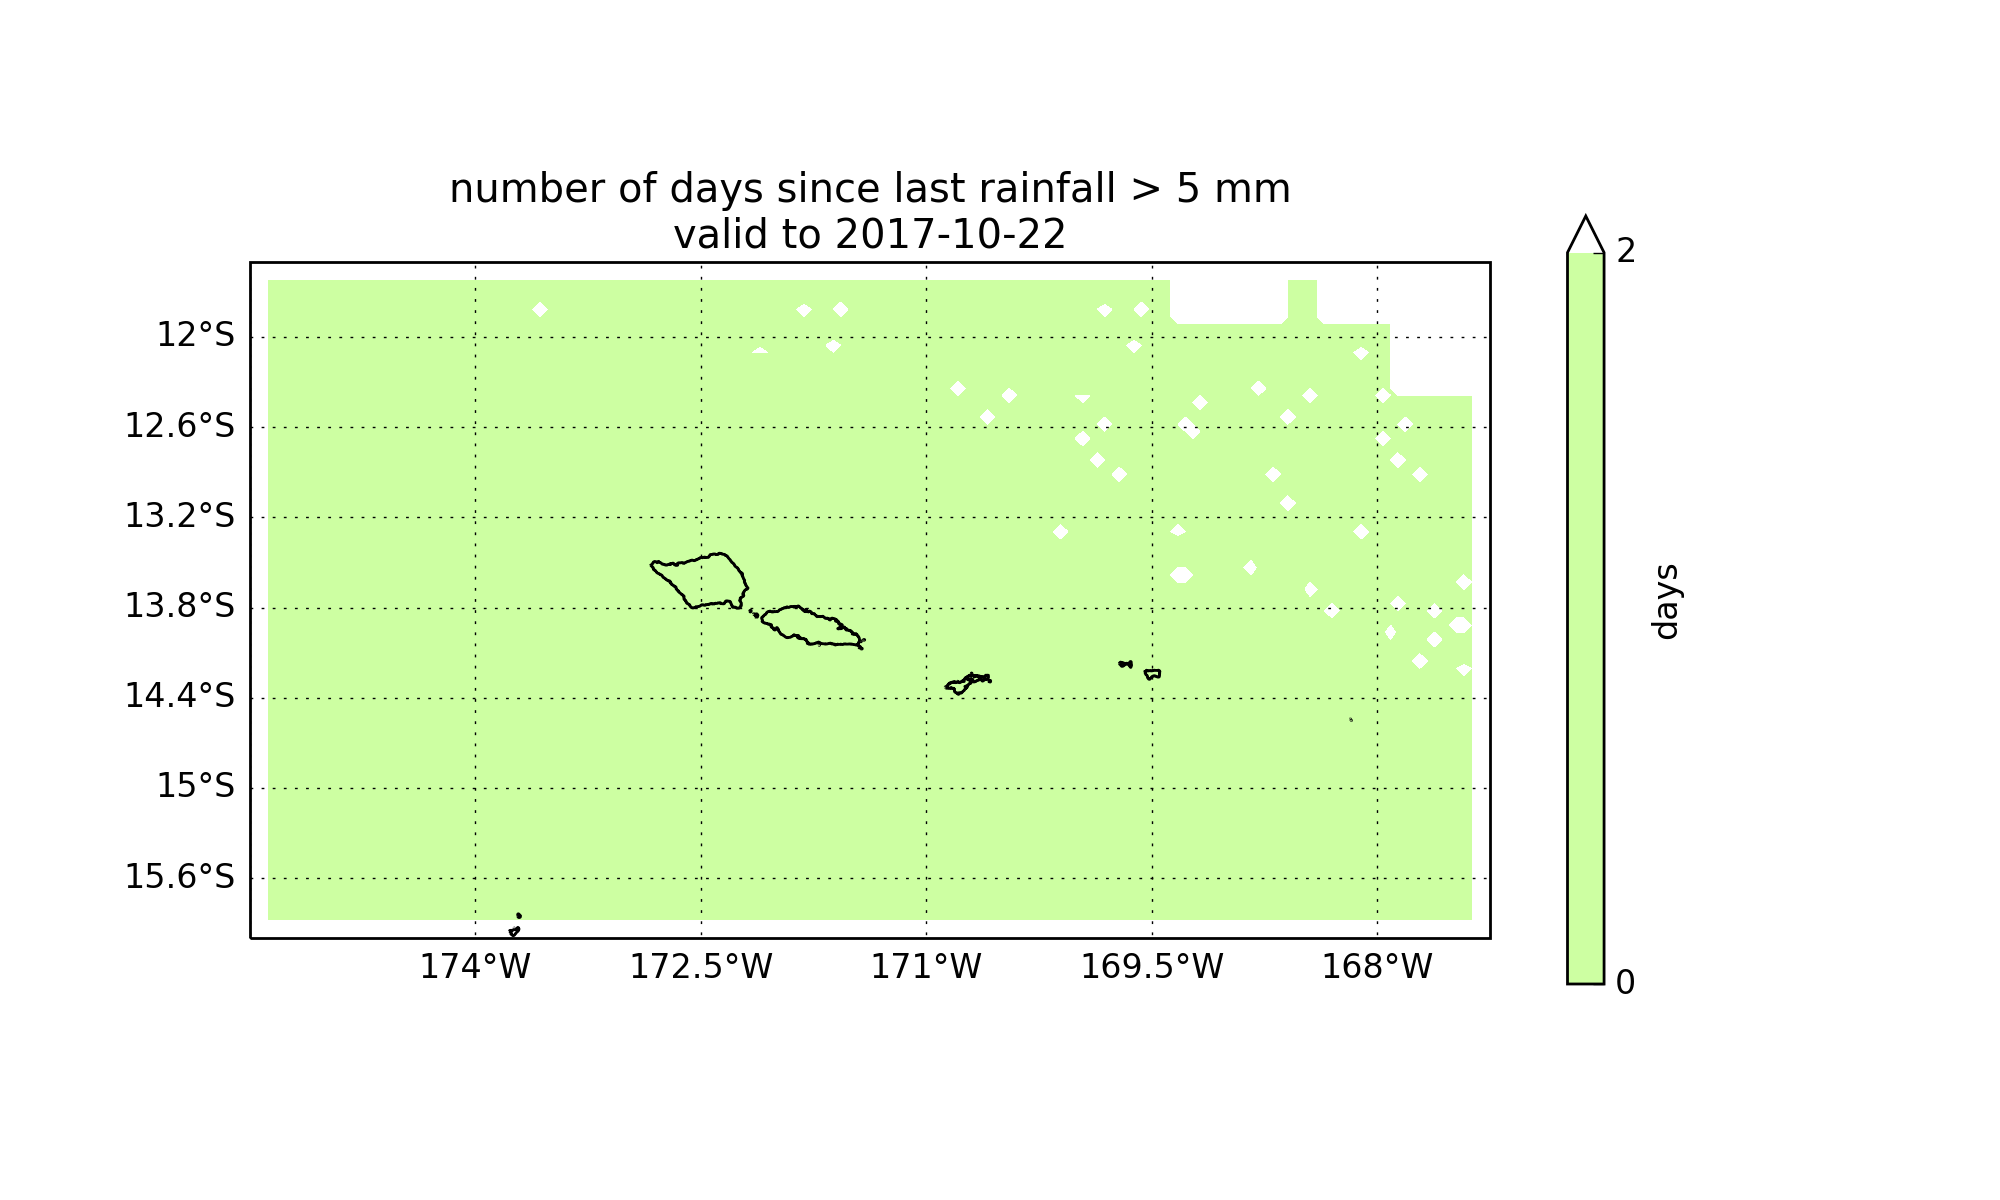 number of days since last rainfall > 5 mm
valid to 2017-10-22
2
12°S
12.6°S
13.2°S
13.8°S
14.4°S
15°S
15.6°S
days
0
174°W
172.5°W
171°W
169.5°W
168°W